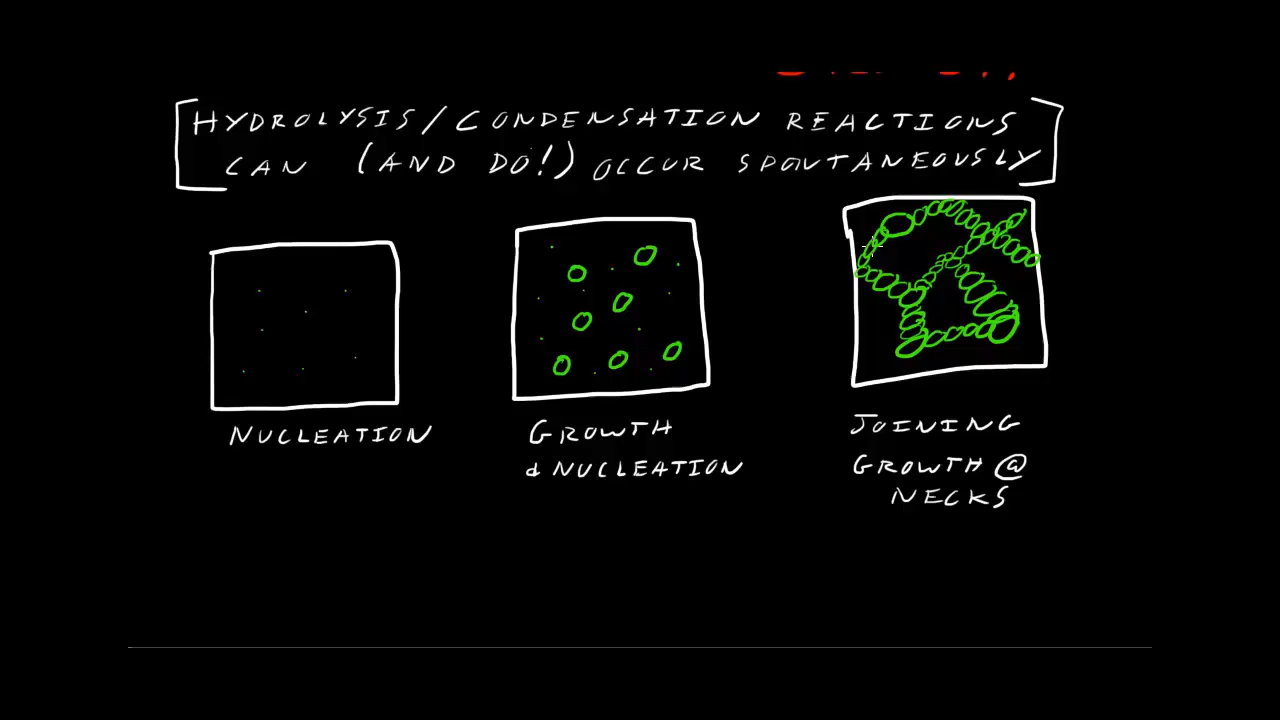 HYDROLYSIS/CONDENSATION REACTIONS
CAN (AND DO!) OCCUR SPONTANEOUSLY
NUCLEATION
GROWTH
& NUCLEATION
JOINING
GROWTH @
NECKS